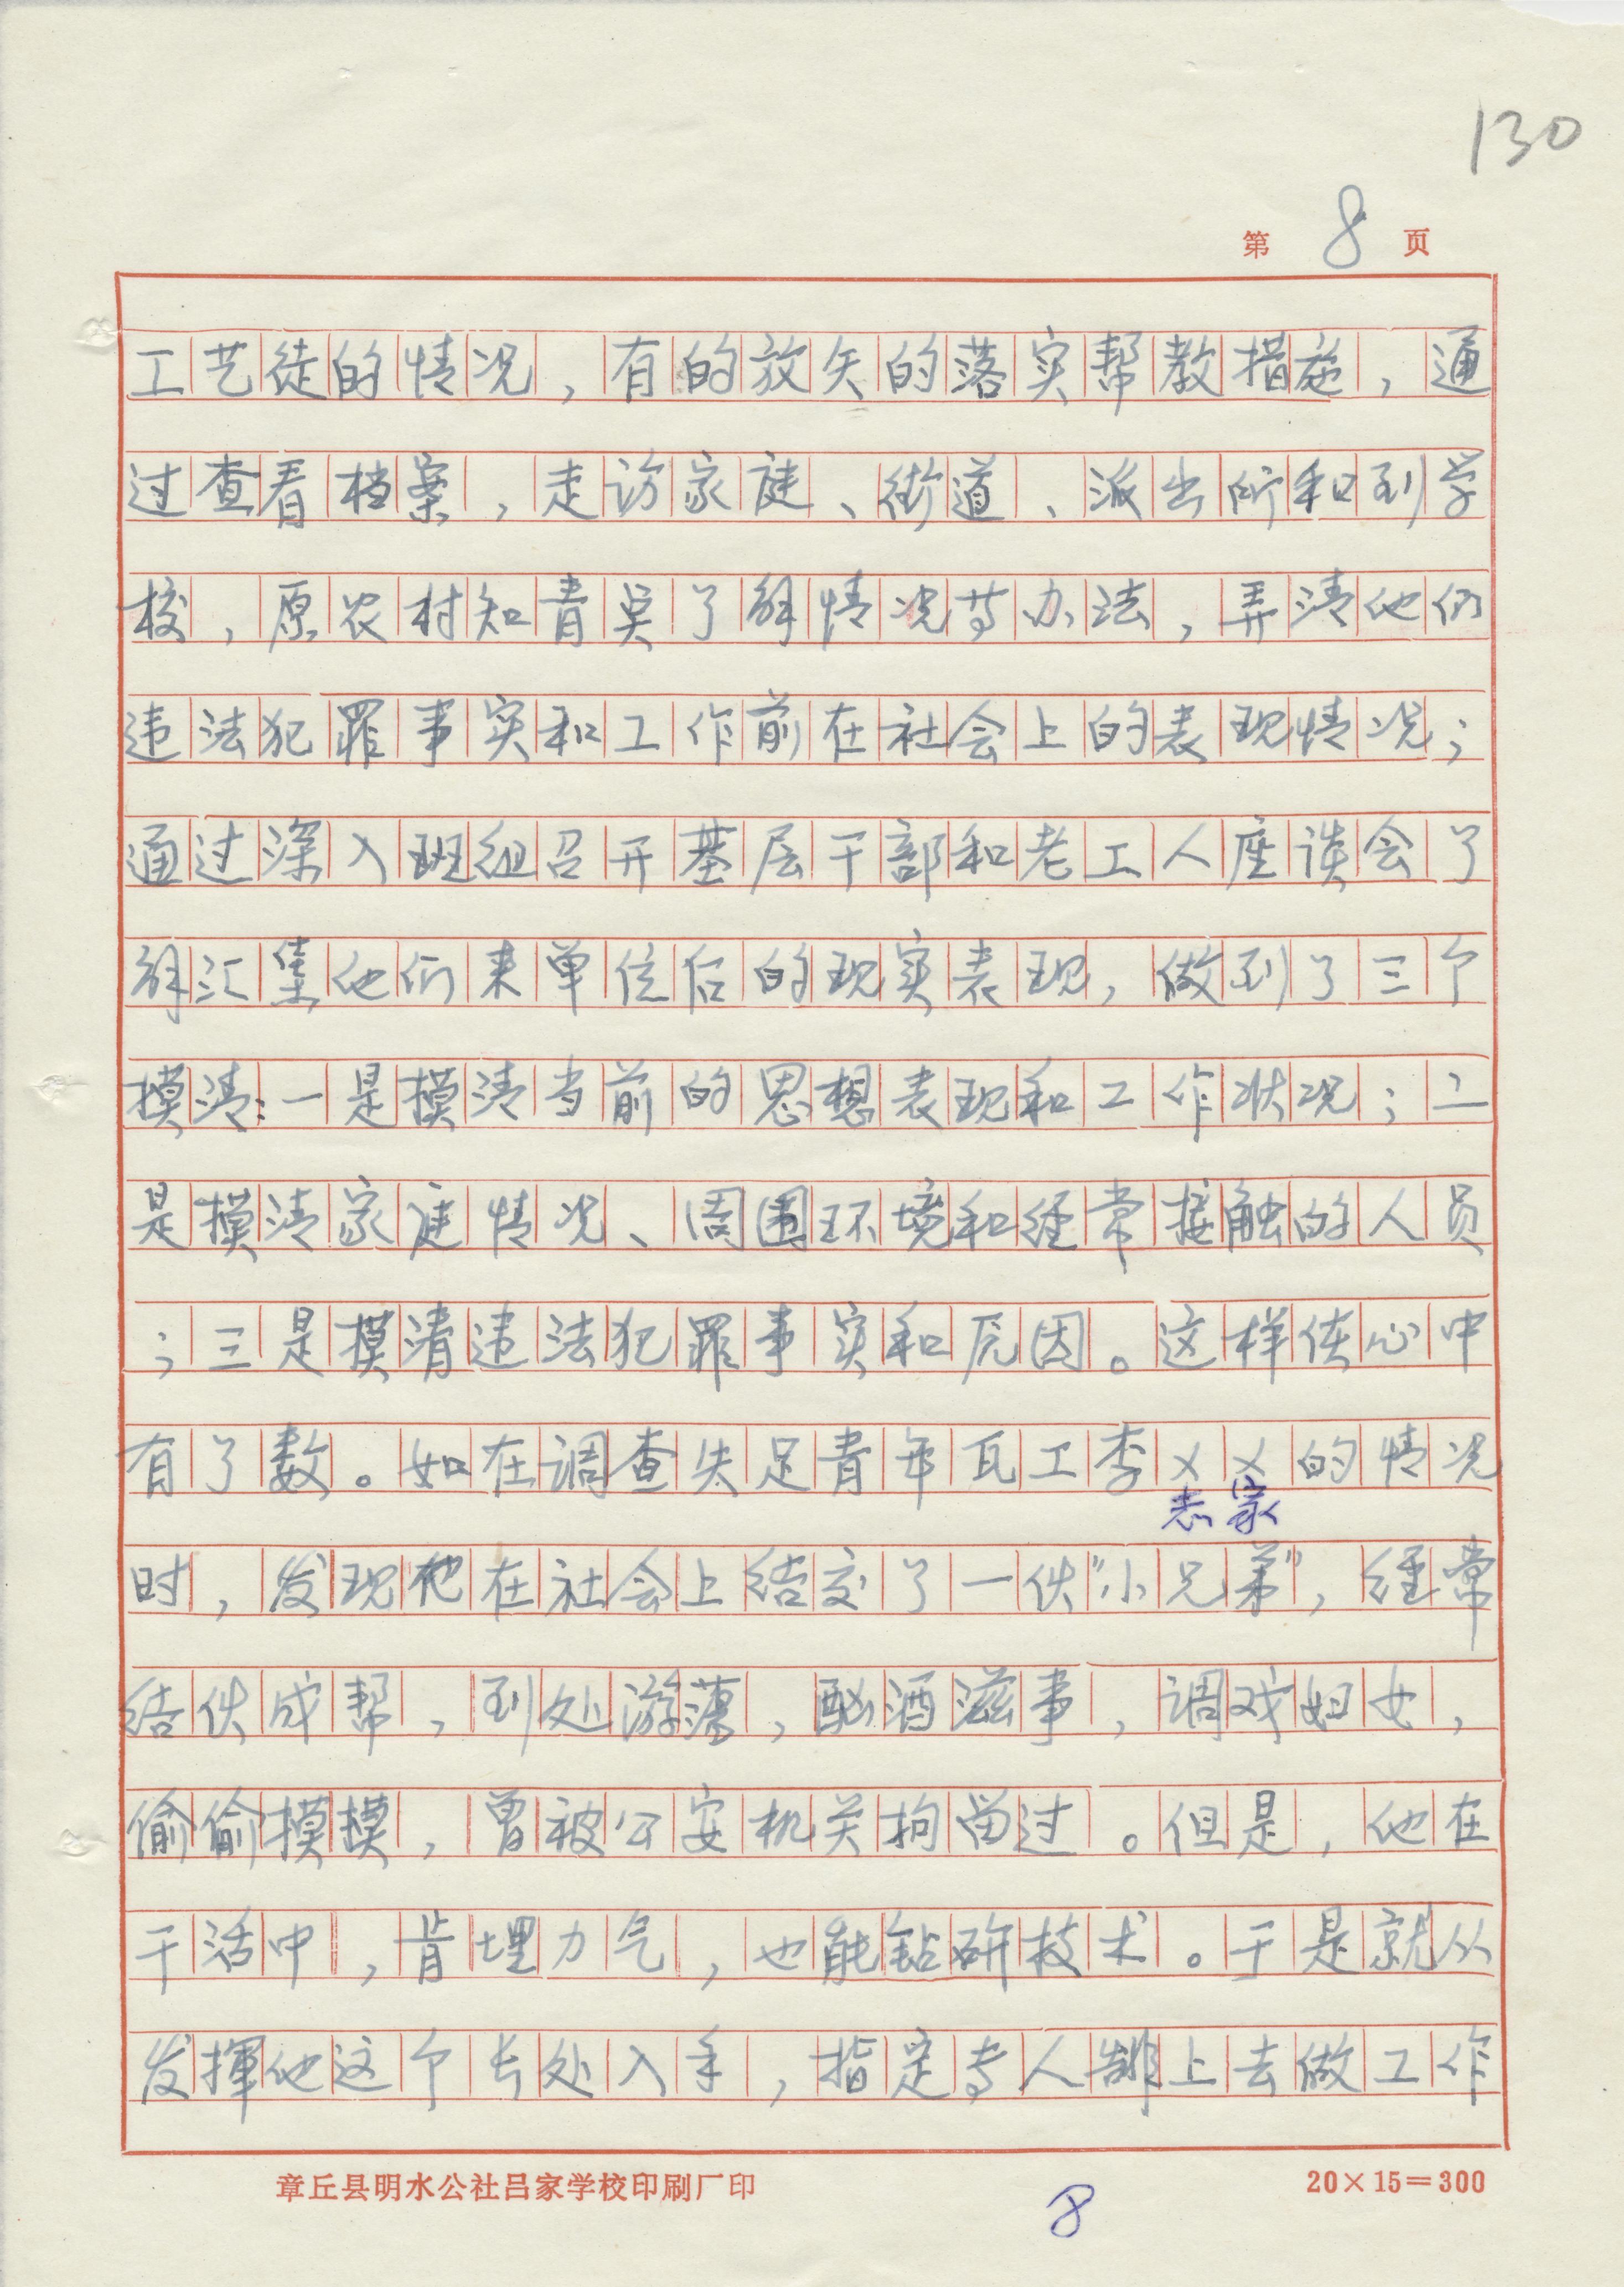 130
第 8 页
工艺徒的情况，有的放矢的落实帮教措施，通
过查看档案，走访家庭、街道、派出所和到学
校，原农村知青点了解情况等办法，弄清他们
违法犯罪事实和工作前在社会上的表现情况；
通过深入班组召开基层干部和老工人座谈会了
解汇集他们来单位后的现实表现，做到了三个
摸清：一是摸清当前的思想表现和工作状况；二
是摸清家庭情况、周围环境和经常接触的人员
；三是摸清违法犯罪事实和原因。这样使心中
有了数。如在调查失足青年瓦工李××的情况
志家
时，发现他在社会上结交了一伙“小兄弟”，经常
结伙成帮，到处游荡，酗酒滋事，调戏妇女，
偷偷摸摸，曾被公安机关拘留过。但是，他在
干活中，肯埋力气，也能钻研技术。于是就从
发挥他这个长处入手，指定专人帮上去做工作
章丘县明水公社吕家学校印刷厂印
20×15=300
8